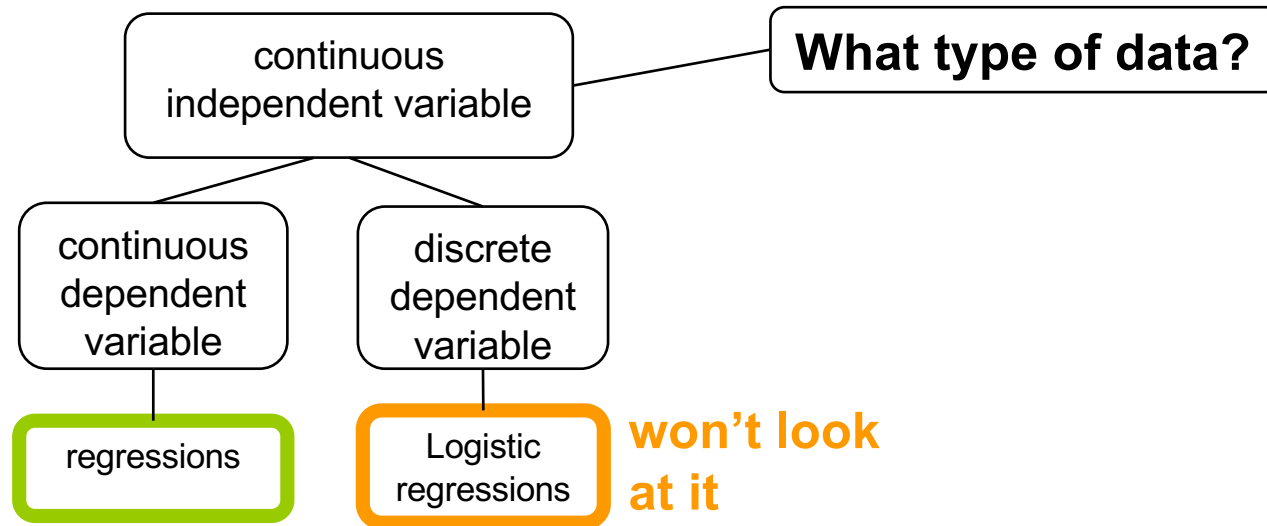 What type of data?
continuous
independent variable
continuous
dependent
variable
discrete
dependent
variable
regressions
Logistic
regressions
won’t look
at it